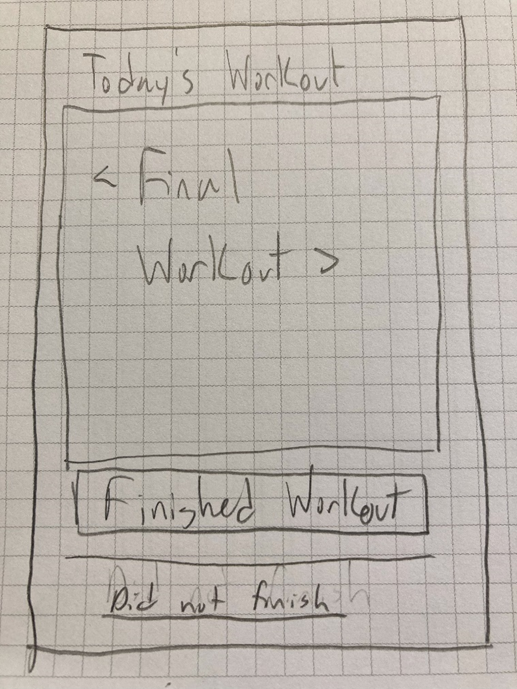 Today's Workout
< Final
Workout >
Finished Workout
Did not finish